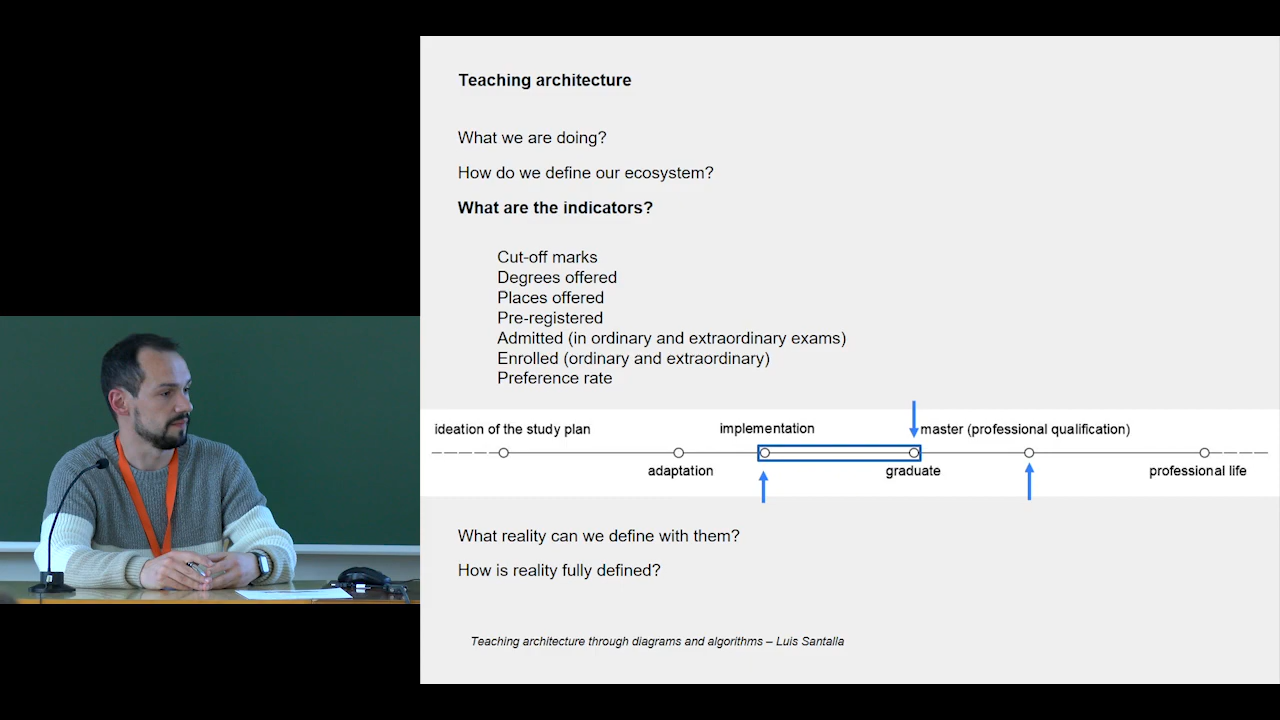 Teaching architecture
What we are doing?
How do we define our ecosystem?
What are the indicators?
Cut-off marks
Degrees offered
Places offered
Pre-registered
Admitted (in ordinary and extraordinary exams)
Enrolled (ordinary and extraordinary)
Preference rate
ideation of the study plan
adaptation
implementation
graduate
master (professional qualification)
professional life
What reality can we define with them?
How is reality fully defined?
Teaching architecture through diagrams and algorithms – Luis Santalla